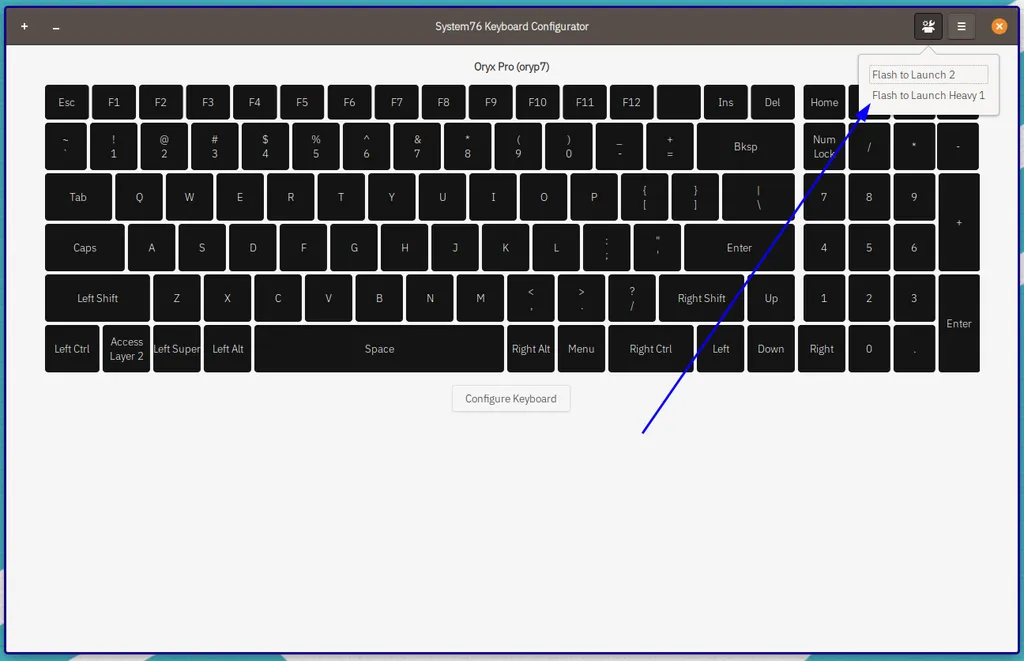 + – System76 Keyboard Configurator ☰ ×
Oryx Pro (oryp7)
Flash to Launch 2
Flash to Launch Heavy 1
Esc F1 F2 F3 F4 F5 F6 F7 F8 F9 F10 F11 F12 Ins Del Home
~ ! @ # $ % ^ & * ( ) _ + Bksp Num / * -
` 1 2 3 4 5 6 7 8 9 0 - = Lock
Tab Q W E R T Y U I O P { } | 7 8 9 +
[ ] \
Caps A S D F G H J K L : " Enter 4 5 6
; '
Left Shift Z X C V B N M < > ? Right Shift Up 1 2 3 Enter
, . /
Left Ctrl Access Left Super Left Alt Space Right Alt Menu Right Ctrl Left Down Right 0 .
Layer 2
Configure Keyboard